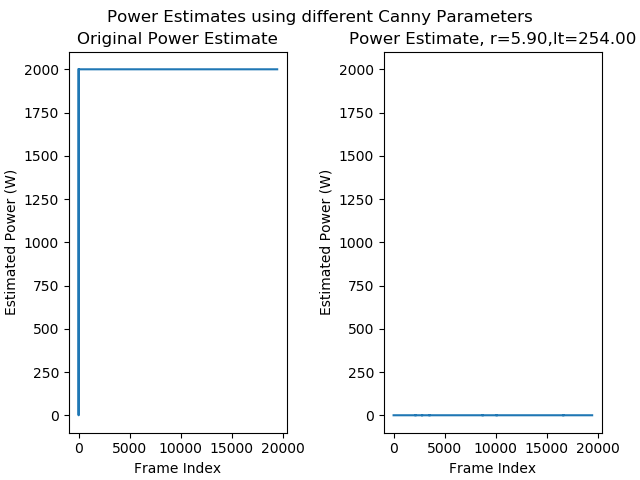 Power Estimates using different Canny Parameters
Original Power Estimate
2000
1750
1500
1250
1000
750
500
250
0
Estimated Power (W)
0 5000 10000 15000 20000
Frame Index
Power Estimate, r=5.90,lt=254.00
2000
1750
1500
1250
1000
750
500
250
0
Estimated Power (W)
0 5000 10000 15000 20000
Frame Index